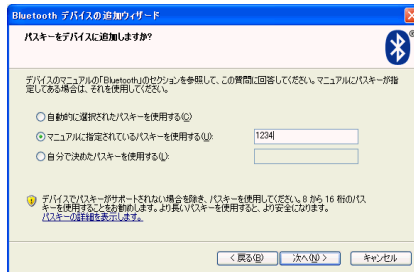 Bluetooth デバイスの追加ウィザード
パスキーをデバイスに追加しますか?
デバイスのマニュアルの「Bluetooth」のセクションを参照して、この質問に回答してください。マニュアルにパスキーが指
定してある場合は、それを使用してください。
自動的に選択されたパスキーを使用する(C)
マニュアルに指定されているパスキーを使用する(U):
1234
自分で決めたパスキーを使用する(L):
デバイスでパスキーがサポートされない場合を除き、パスキーを使用してください。8 から 16 桁のパス
キーを使用することをお勧めします。より長いパスキーを使用すると、より安全になります。
パスキーの詳細を表示します。
< 戻る(B)
次へ(N) >
キャンセル